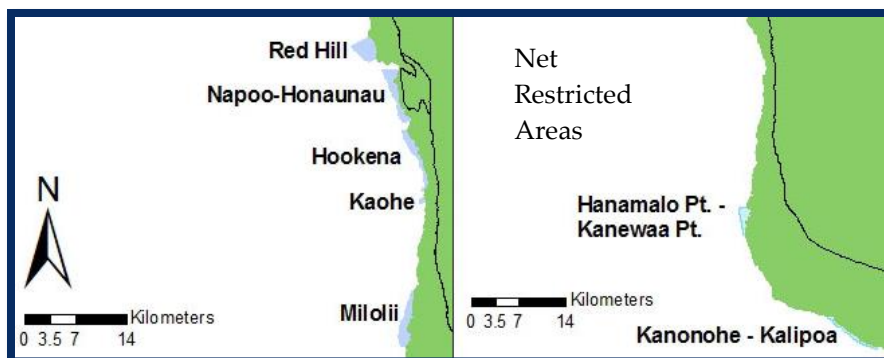 Red Hill
Napoo-Honaunau
Hookena
Kaohe
N
Milolii
Kilometers
0 3.5 7 14
Net
Restricted
Areas
Hanamalo Pt. -
Kanewaa Pt.
Kilometers
0 3.5 7 14
Kanonohe - Kalipoa